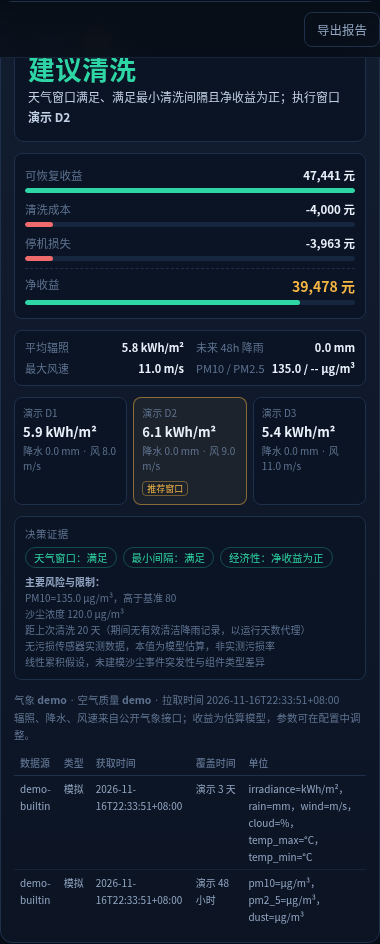 导出报告
建议清洗
天气窗口满足、满足最小清洗间隔且净收益为正；执行窗口
演示 D2
可恢复收益 47,441 元
清洗成本 -4,000 元
停机损失 -3,963 元
净收益 39,478 元
平均辐照 5.8 kWh/m² 未来 48h 降雨 0.0 mm
最大风速 11.0 m/s PM10 / PM2.5 135.0 / -- μg/m³
演示 D1
5.9 kWh/m²
降水 0.0 mm · 风 8.0
m/s
演示 D2
6.1 kWh/m²
降水 0.0 mm · 风 9.0
m/s
推荐窗口
演示 D3
5.4 kWh/m²
降水 0.0 mm · 风
11.0 m/s
决策证据
天气窗口：满足 最小间隔：满足 经济性：净收益为正
主要风险与限制：
PM10=135.0 μg/m³，高于基准 80
沙尘浓度 120.0 μg/m³
距上次清洗 20 天（期间无有效清洁降雨记录，以运行天数代理）
无污损传感器实测数据，本值为模型估算，非实测污损率
线性累积假设，未建模沙尘事件突发性与组件类型差异
气象 demo · 空气质量 demo · 拉取时间 2026-11-16T22:33:51+08:00
辐照、降水、风速来自公开气象接口；收益为估算模型，参数可在配置中调
整。
数据源 类型 获取时间 覆盖时间 单位
demo-
builtin
模拟
2026-11-
16T22:33:51+08:00
演示 3 天
irradiance=kWh/m²，
rain=mm，wind=m/s，
cloud=%，
temp_max=°C，
temp_min=°C
demo-
builtin
模拟
2026-11-
16T22:33:51+08:00
演示 48
小时
pm10=μg/m³，
pm2_5=μg/m³，
dust=μg/m³